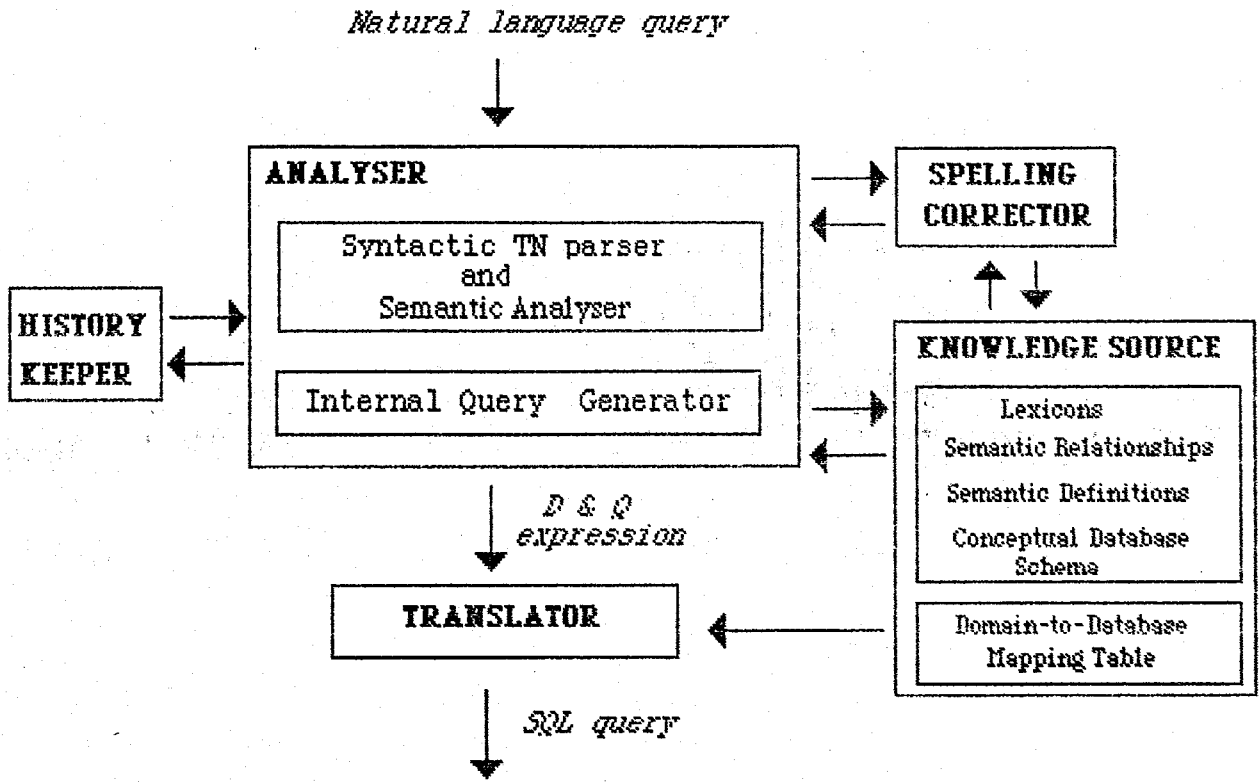 Natural language query
ANALYSER
Syntactic TN parser
and
Semantic Analyser
Internal Query Generator
SPELLING
CORRECTOR
HISTORY
KEEPER
KNOWLEDGE SOURCE
Lexicons
Semantic Relationships
Semantic Definitions
Conceptual Database
Schema
Domain-to-Database
Mapping Table
D & Q
expression
TRANSLATOR
SQL query